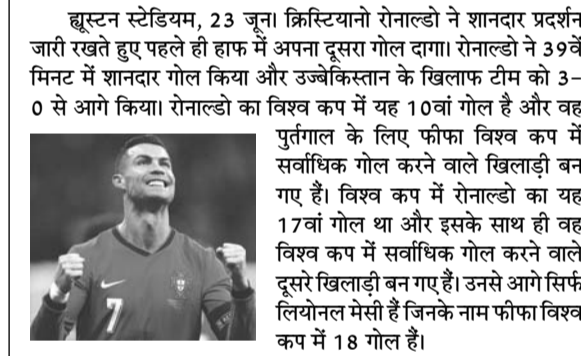 ह्यूस्टन स्टेडियम, 23 जून। क्रिस्टियानो रोनाल्डो ने शानदार प्रदर्शन
जारी रखते हुए पहले ही हाफ में अपना दूसरा गोल दागा। रोनाल्डो ने 39वें
मिनट में शानदार गोल किया और उज्बेकिस्तान के खिलाफ टीम को 3-
0 से आगे किया। रोनाल्डो का विश्व कप में यह 10वां गोल है और वह
पुर्तगाल के लिए फीफा विश्व कप में
सर्वाधिक गोल करने वाले खिलाड़ी बन
गए हैं। विश्व कप में रोनाल्डो का यह
17वां गोल था और इसके साथ ही वह
विश्व कप में सर्वाधिक गोल करने वाले
दूसरे खिलाड़ी बन गए हैं। उनसे आगे सिर्फ
लियोनल मेसी हैं जिनके नाम फीफा विश्व
कप में 18 गोल हैं।
7